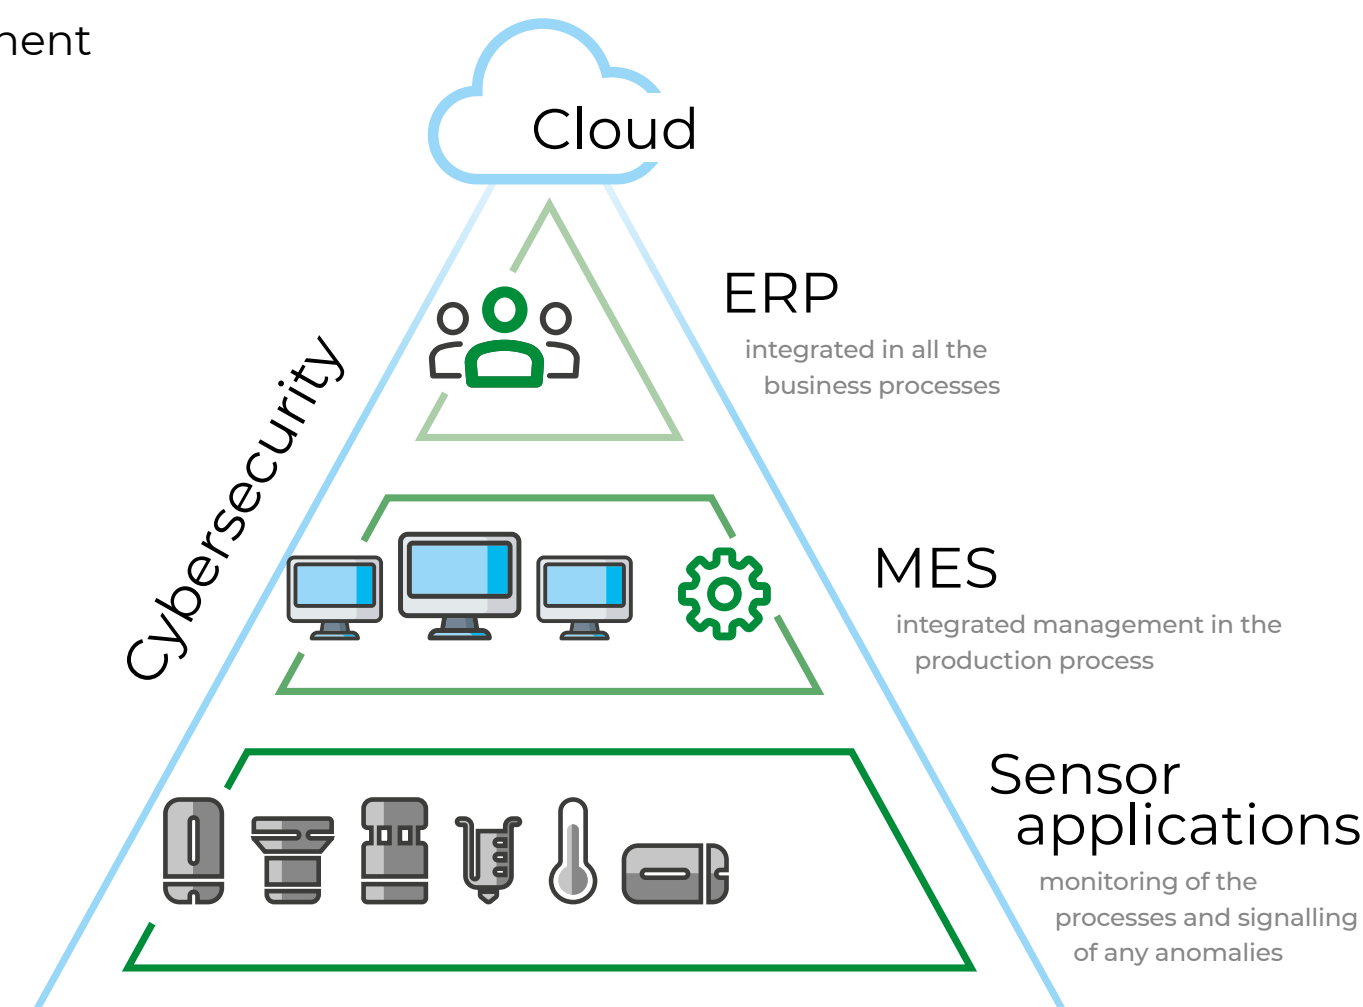 nent
Cloud
ERP
integrated in all the
business processes
Cybersecurity
MES
integrated management in the
production process
Sensor
applications
monitoring of the
processes and signalling
of any anomalies